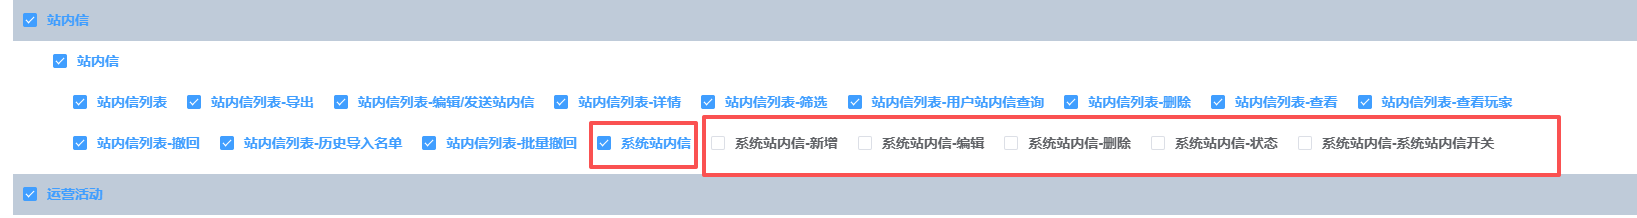 站内信
站内信
站内信列表 站内信列表-导出 站内信列表-编辑/发送站内信 站内信列表-详情 站内信列表-筛选 站内信列表-用户站内信查询 站内信列表-删除 站内信列表-查看 站内信列表-查看玩家
站内信列表-撤回 站内信列表-历史导入名单 站内信列表-批量撤回 系统站内信 系统站内信-新增 系统站内信-编辑 系统站内信-删除 系统站内信-状态 系统站内信-系统站内信开关
运营活动